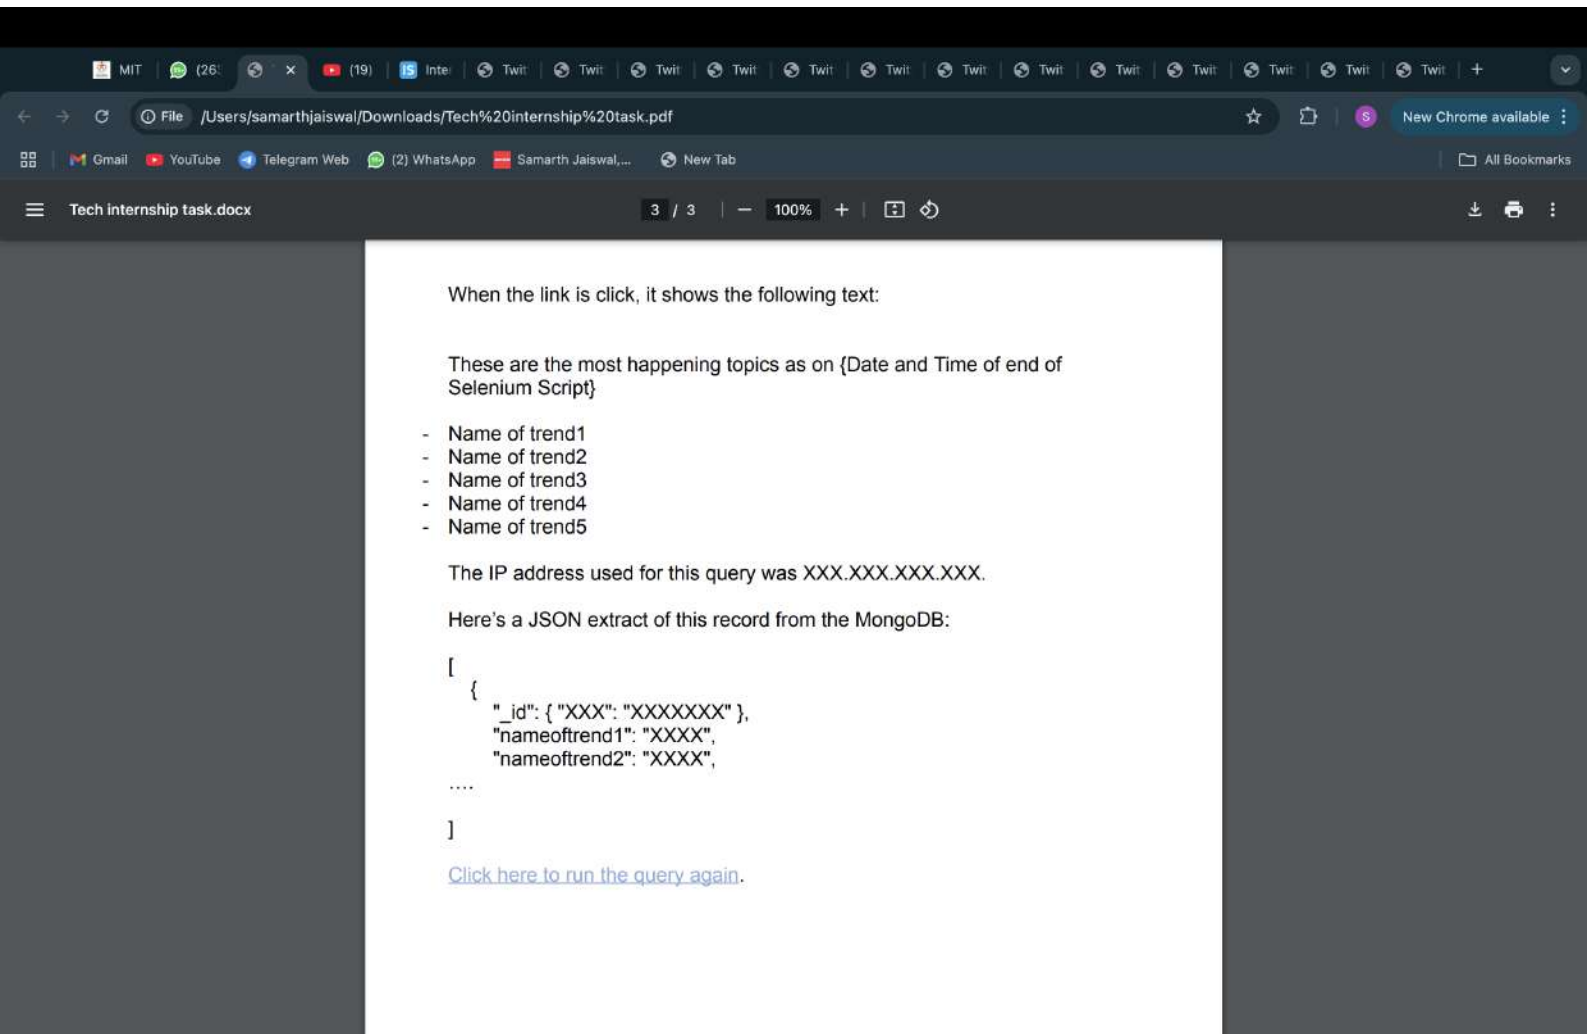 MIT
(26
(19)
Inte
Twit
Twit
Twit
Twit
Twit
Twit
Twit
Twit
Twit
Twit
Twit
Twit
Twit
File /Users/samarthjaiswal/Downloads/Tech%20internship%20task.pdf
S
New Chrome available
Gmail
YouTube
Telegram Web
(2) WhatsApp
Samarth Jaiswal,...
New Tab
All Bookmarks
Tech internship task.docx
3 / 3
100%
When the link is click, it shows the following text:
These are the most happening topics as on {Date and Time of end of
Selenium Script}
- Name of trend1
- Name of trend2
- Name of trend3
- Name of trend4
- Name of trend5
The IP address used for this query was XXX.XXX.XXX.XXX.
Here's a JSON extract of this record from the MongoDB:
[
{
"_id": { "XXX": "XXXXXXX" },
"nameoftrend1": "XXXX",
"nameoftrend2": "XXXX",
....
]
Click here to run the query again.